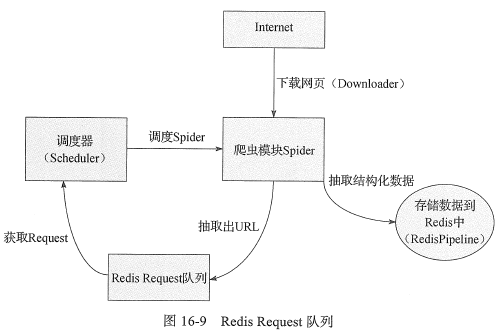 Internet
下载网页（Downloader）
调度器
（Scheduler）
调度Spider
爬虫模块Spider
抽取结构化数据
存储数据到
Redis中
（RedisPipeline）
抽取出URL
获取Request
Redis Request队列
图 16-9 Redis Request 队列